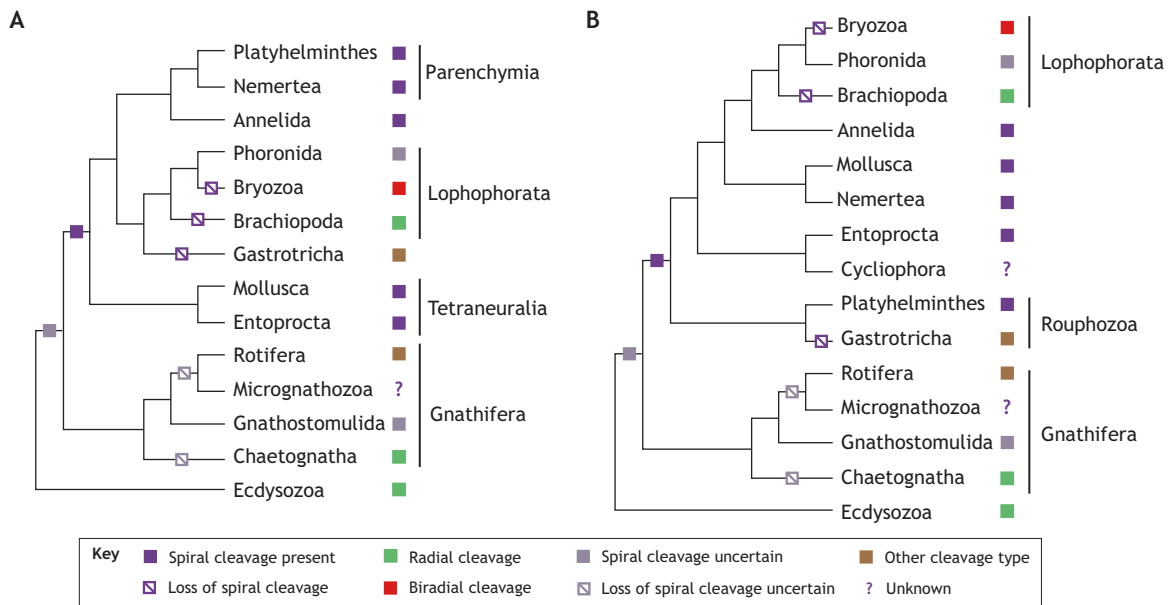 A
Platyhelminthes
Nemertea
Parenchymia
Annelida
Phoronida
Bryozoa
Lophophorata
Brachiopoda
Gastrotricha
Mollusca
Tetraneuralia
Entoprocta
Rotifera
Micrognathozoa ?
Gnathifera
Gnathostomulida
Chaetognatha
Ecdysozoa
B
Bryozoa
Phoronida
Lophophorata
Brachiopoda
Annelida
Mollusca
Nemertea
Entoprocta
Cycliophora ?
Platyhelminthes
Rouphozoa
Gastrotricha
Rotifera
Micrognathozoa ?
Gnathifera
Gnathostomulida
Chaetognatha
Ecdysozoa
Key Spiral cleavage present Radial cleavage Spiral cleavage uncertain Other cleavage type
Loss of spiral cleavage Biradial cleavage Loss of spiral cleavage uncertain ? Unknown